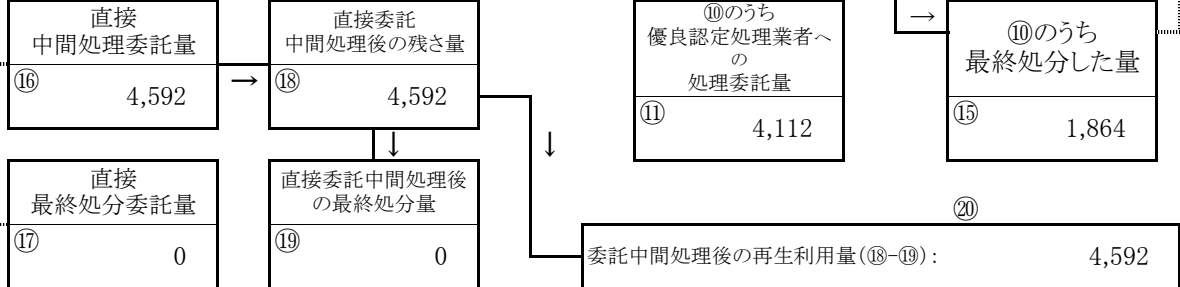 直接
中間処理委託量
⑯
4,592
→
直接委託
中間処理後の残さ量
⑱
4,592
⑩のうち
優良認定処理業者へ
の
処理委託量
⑪
4,112
→
⑩のうち
最終処分した量
⑮
1,864
↓
↓
直接
最終処分委託量
⑰
0
直接委託中間処理後
の最終処分量
⑲
0
⑳
委託中間処理後の再生利用量(⑱-⑲):
4,592